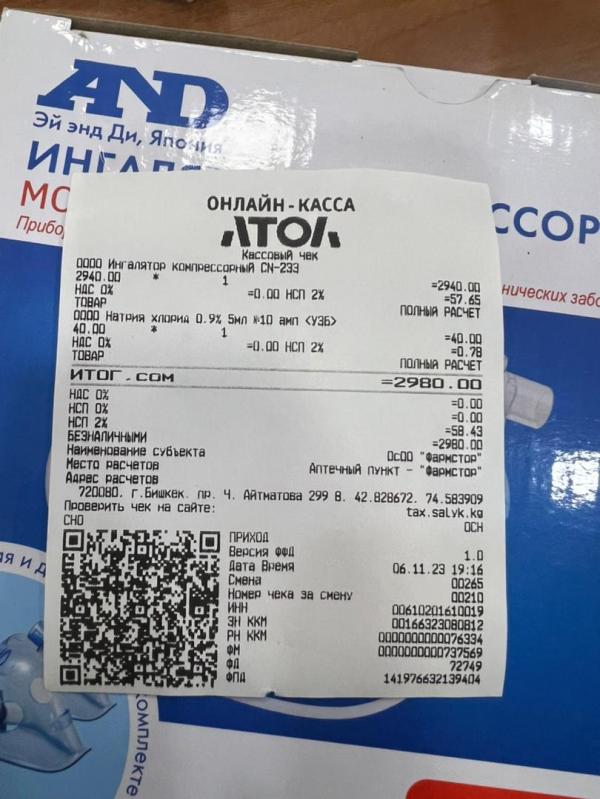 AND
Эй энд Ди, Япония
ОНЛАЙН-КАССА
АТОЛ
Кассовый чек
0000 Ингалятор компрессорный CN-233
2940.00 * 1 =2940.00
НДС 0% =0.00 НСП 2% =57.65
ТОВАР ПОЛНЫЙ РАСЧЕТ
0000 Натрия хлорид 0.9% 5мл №10 амп <УЗБ>
40.00 * 1 =40.00
НДС 0% =0.00 НСП 2% =0.78
ТОВАР ПОЛНЫЙ РАСЧЕТ
ИТОГ.СОМ =2980.00
НДС 0% =0.00
НСП 0% =0.00
НСП 2% =58.43
БЕЗНАЛИЧНЫМИ =2980.00
Наименование субъекта ОсОО "Фармстор"
Место расчетов Аптечный пункт - "Фармстор"
Адрес расчетов
720080, г.Бишкек, пр. Ч. Айтматова 299 В. 42.828672. 74.583909
Проверить чек на сайте: tax.salyk.kg
СНО ОСН
ПРИХОД
Версия ФФД 1.0
Дата Время 06.11.23 19:16
Смена 00265
Номер чека за смену 00210
ИНН 00610201610019
ЗН ККМ 00166323080812
РН ККМ 0000000000076334
ФМ 0000000000737569
ФД 72749
ФПД 141976632139404
ССОР
нических забо
комплекте